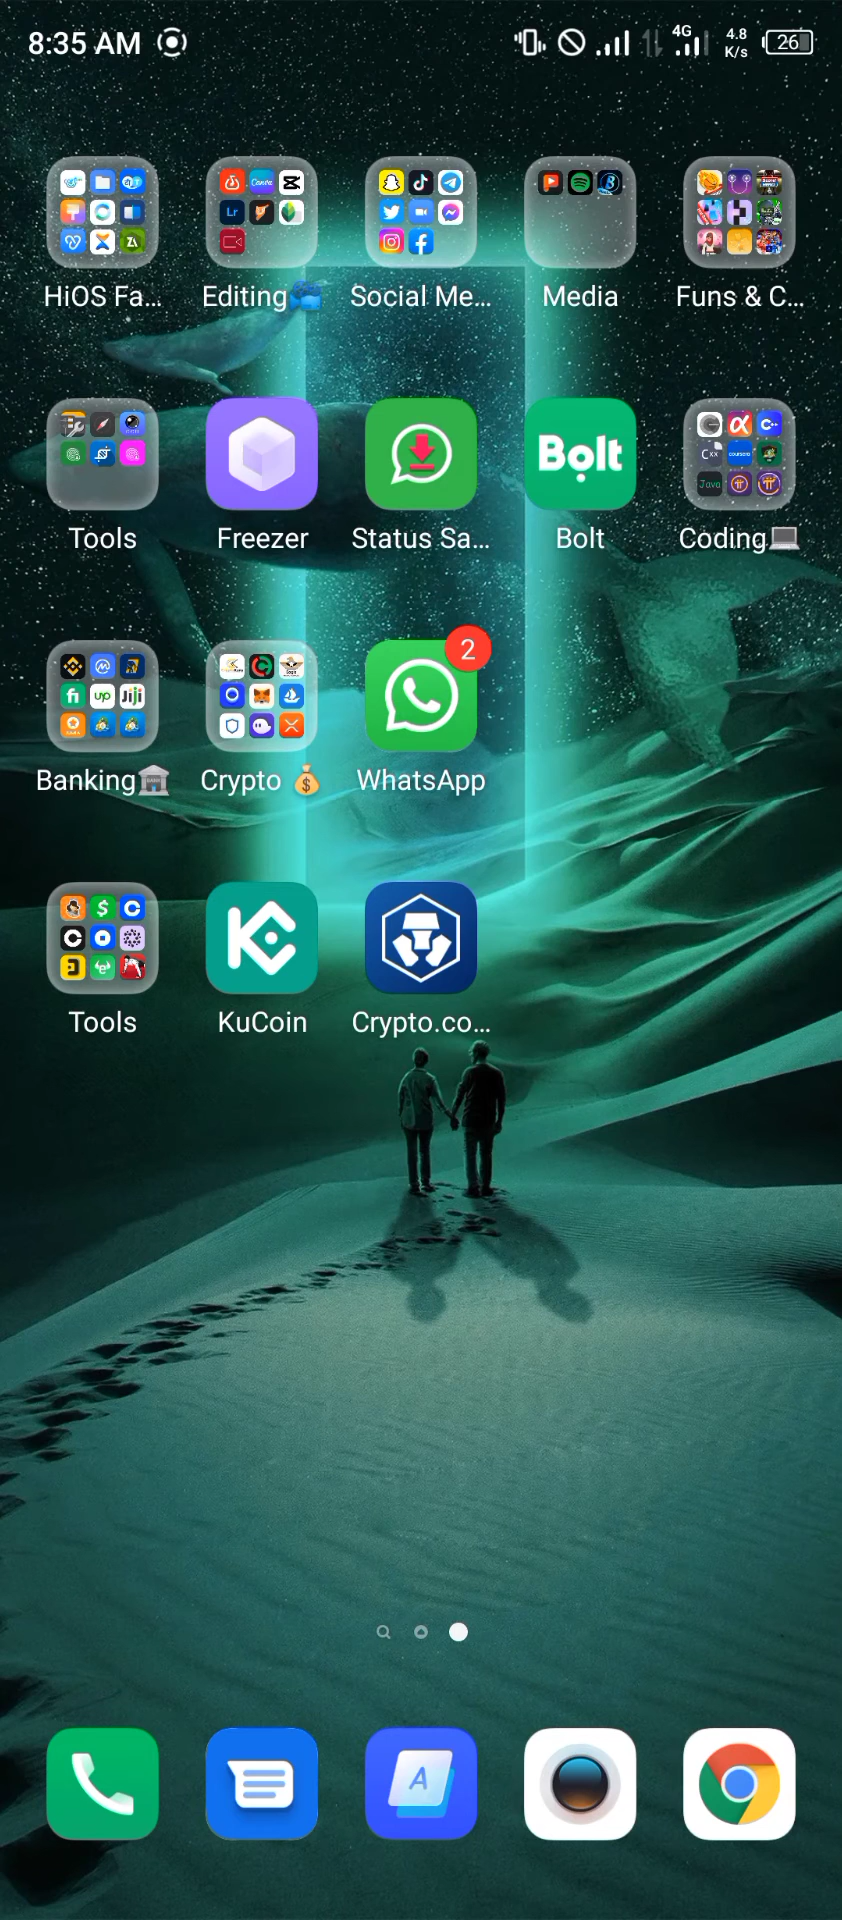 8:35 AM 4G 4.8 K/s 26
HiOS Fa... Editing Social Me... Media Funs & C...
Bolt
Tools Freezer Status Sa... Bolt Coding
2
Banking Crypto WhatsApp
Tools KuCoin Crypto.co...
A